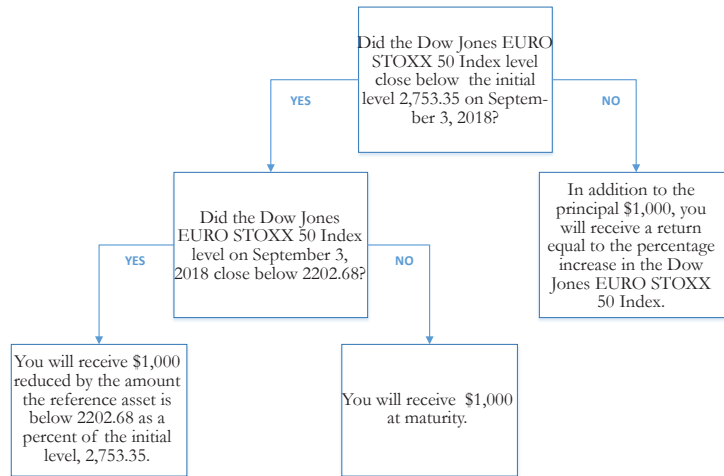 Did the Dow Jones EURO
STOXX 50 Index level
close below the initial
level 2,753.35 on Septem-
ber 3, 2018?
YES
NO
Did the Dow Jones
EURO STOXX 50 Index
level on September 3,
2018 close below 2202.68?
In addition to the
principal $1,000, you
will receive a return
equal to the percentage
increase in the Dow
Jones EURO STOXX
50 Index.
YES
NO
You will receive $1,000
reduced by the amount
the reference asset is
below 2202.68 as a
percent of the initial
level, 2,753.35.
You will receive $1,000
at maturity.